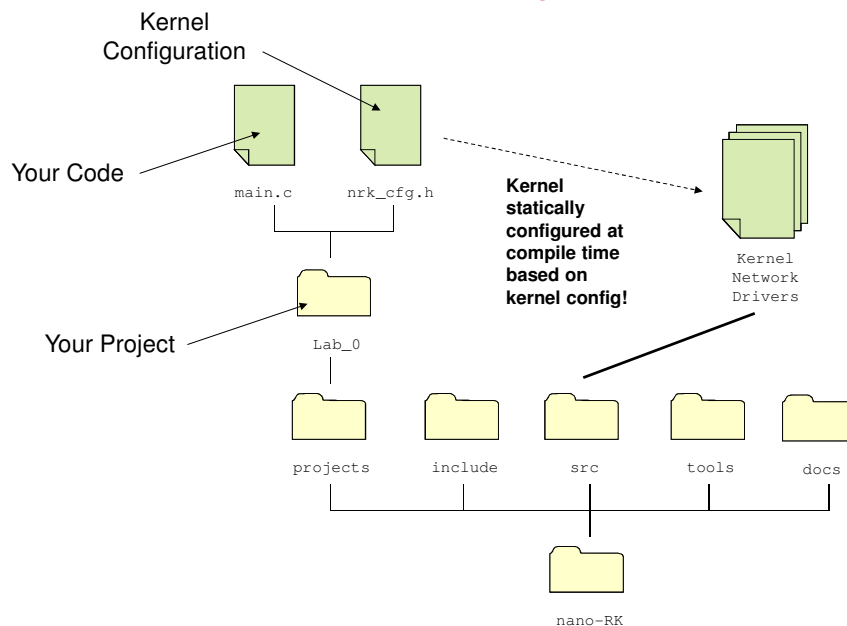 Kernel
Configuration
Your Code
main.c
nrk_cfg.h
Kernel
statically
configured at
compile time
based on
kernel config!
Kernel
Network
Drivers
Your Project
Lab_0
projects
include
src
tools
docs
nano-RK